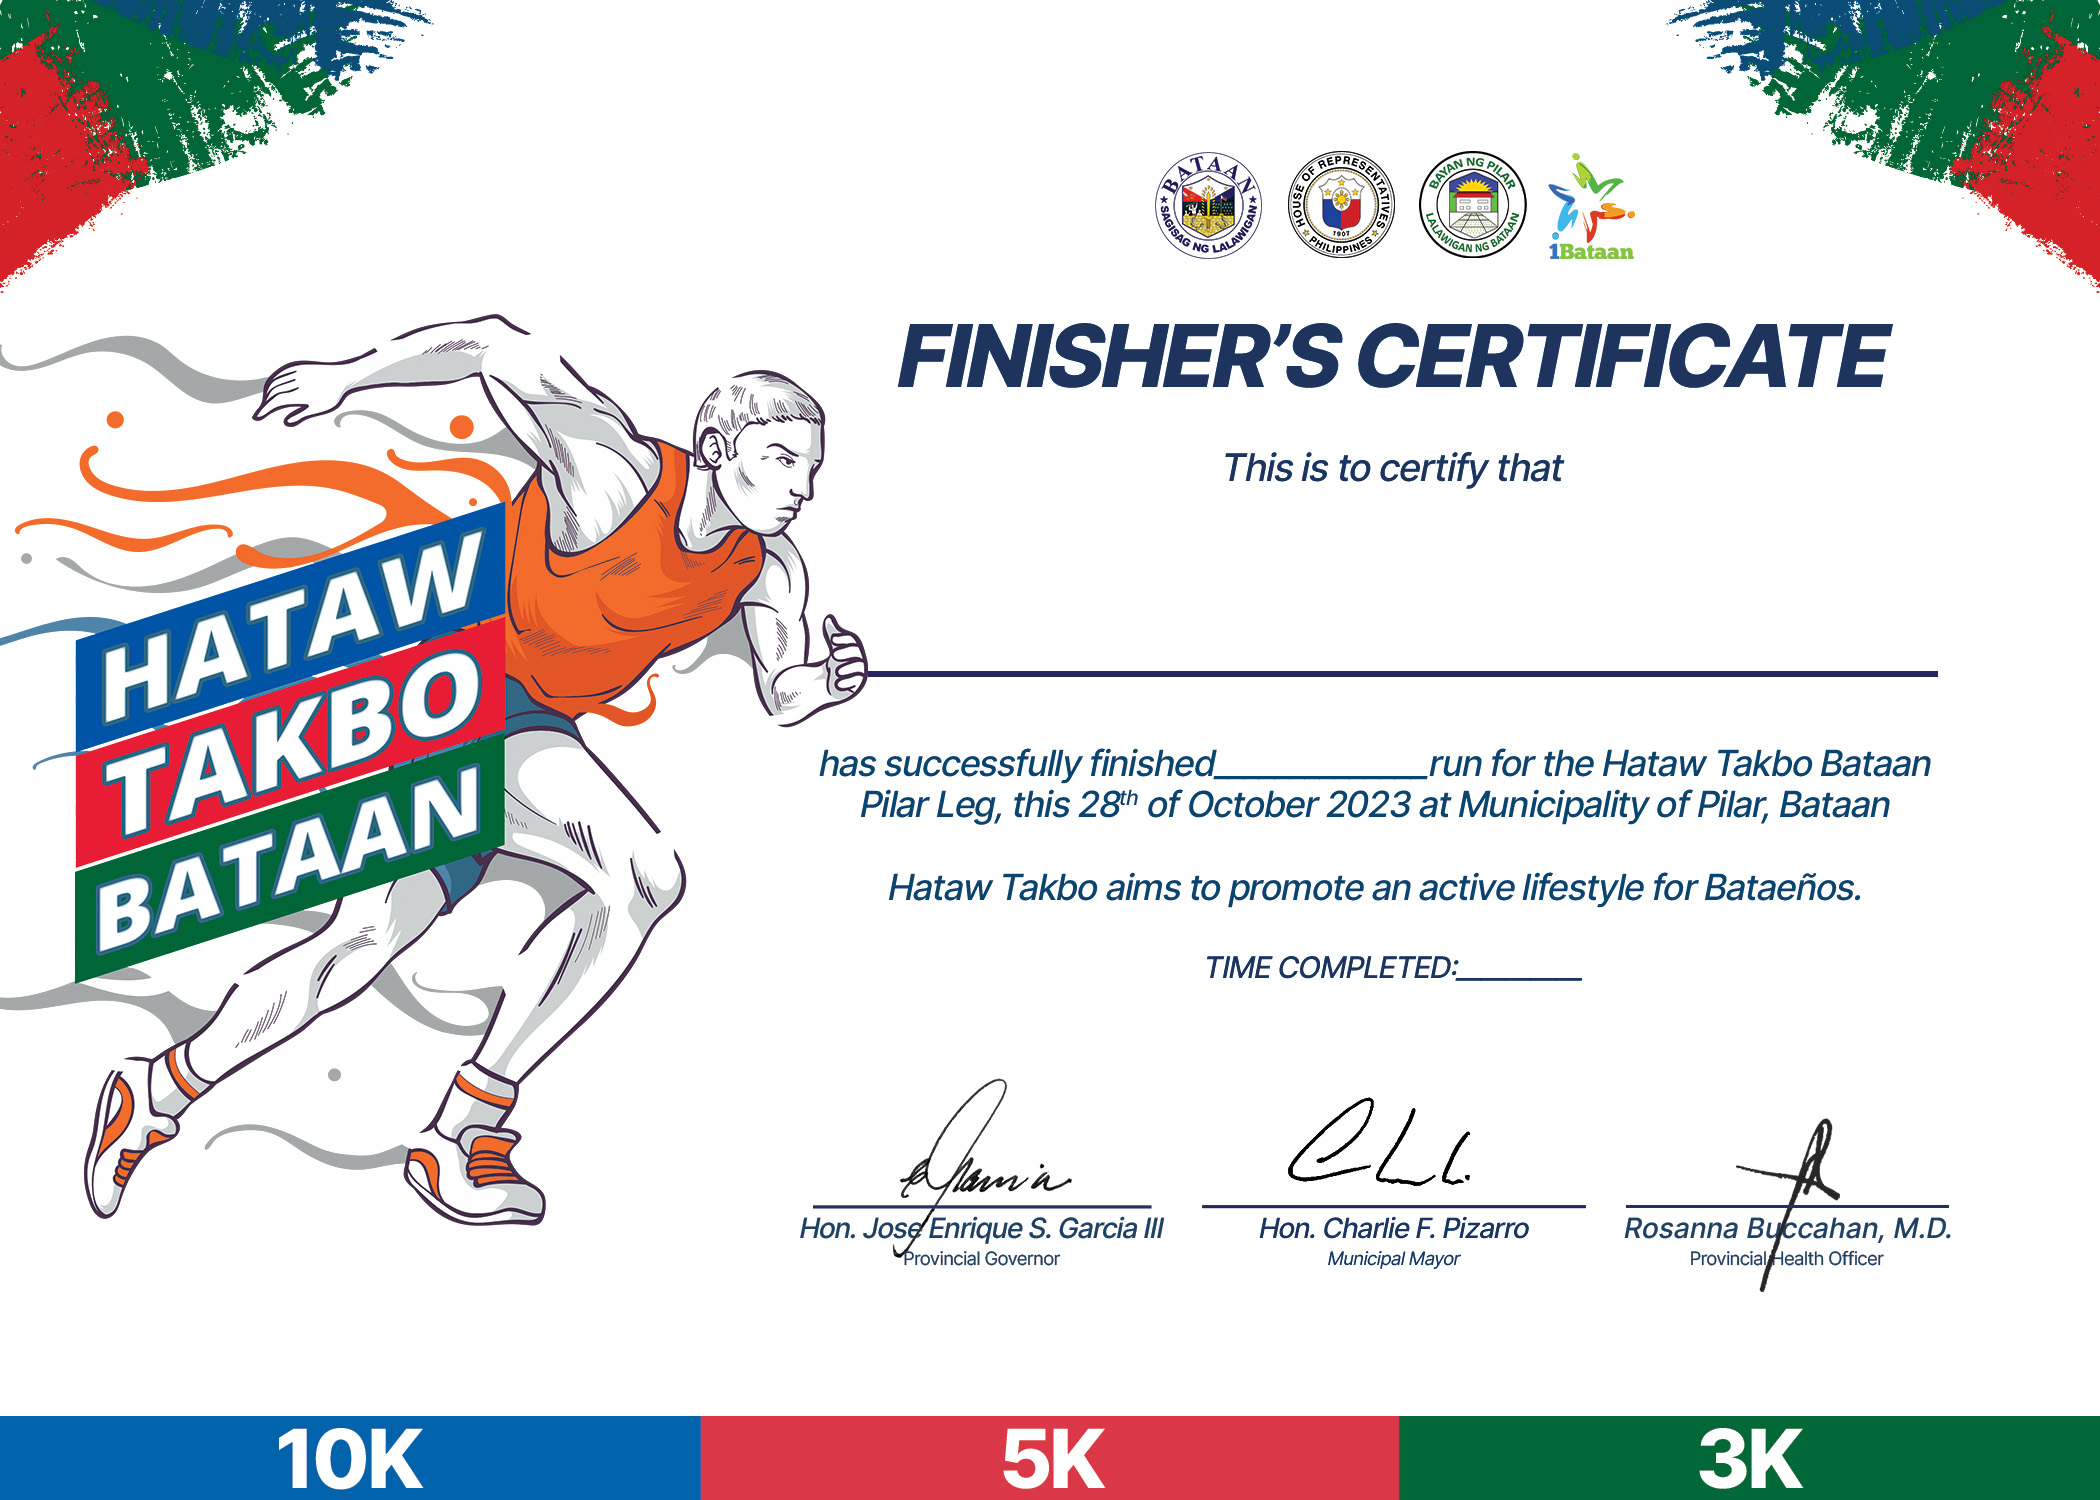 BATAAN
SAGISAG NG LALAWIGAN
HOUSE OF REPRESENTATIVES
1907
PHILIPPINES
BAYAN NG PILAR
LALAWIGAN NG BATAAN
1Bataan
FINISHER'S CERTIFICATE
This is to certify that
HATAW
TAKBO
BATAAN
has successfully finished____________run for the Hataw Takbo Bataan
Pilar Leg, this 28th of October 2023 at Municipality of Pilar, Bataan
Hataw Takbo aims to promote an active lifestyle for Bataeños.
TIME COMPLETED:________
Hon. Jose Enrique S. Garcia III
Provincial Governor
Hon. Charlie F. Pizarro
Municipal Mayor
Rosanna Buccahan, M.D.
Provincial Health Officer
10K
5K
3K